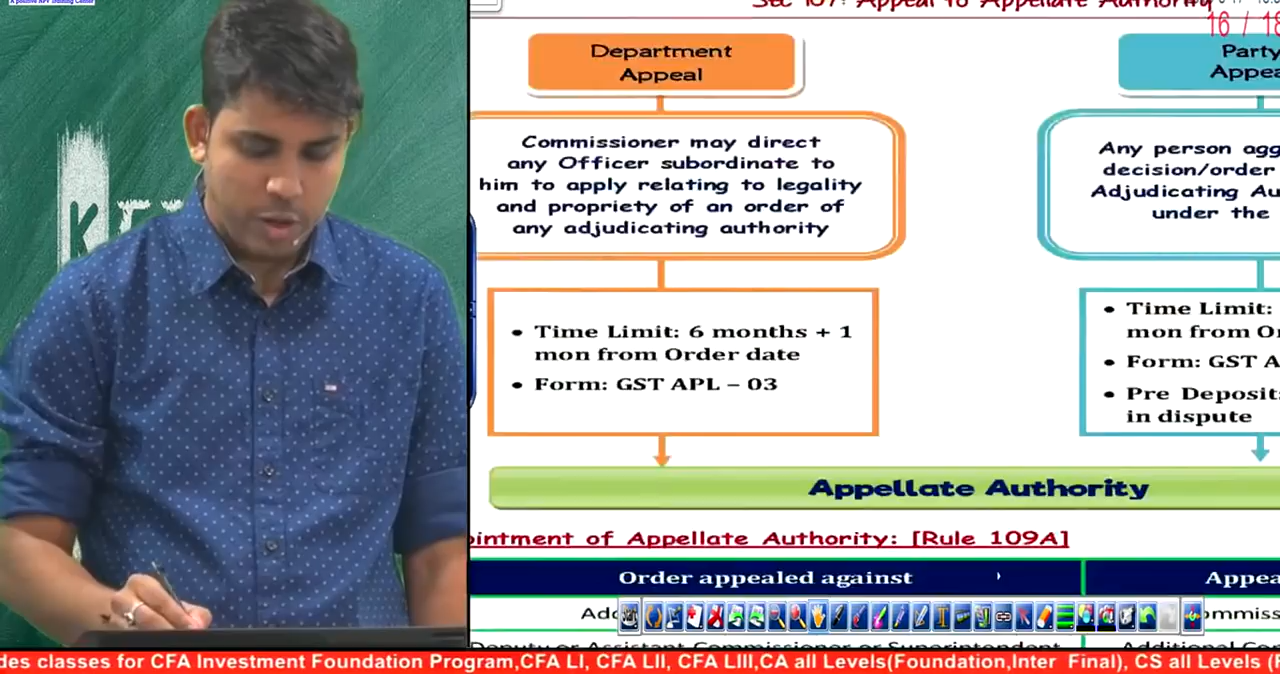 Sec 107: Appeal to Appellate Authority
16 / 18
Department
Appeal
Commissioner may direct
any Officer subordinate to
him to apply relating to legality
and propriety of an order of
any adjudicating authority
• Time Limit: 6 months + 1
mon from Order date
• Form: GST APL – 03
Party
Appea
Any person agg
decision/order
Adjudicating Au
under the
• Time Limit:
mon from Or
• Form: GST A
• Pre Deposit:
in dispute
Appellate Authority
ointment of Appellate Authority: [Rule 109A]
Order appealed against
Appea
Add
ommiss
Deputy or Assistant Commissioner or Superintendent
Additional Com
des classes for CFA Investment Foundation Program,CFA LI, CFA LII, CFA LIII,CA all Levels(Foundation,Inter Final), CS all Levels (F